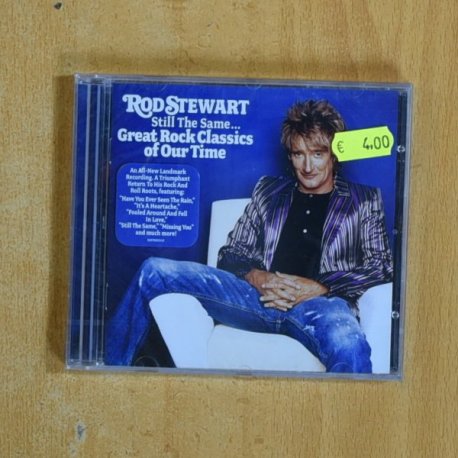 ROD STEWART
Still The Same...
Great Rock Classics
of Our Time
An All-New Landmark
Recording. A Triumphant
Return To His Rock And
Roll Roots, featuring:
"Have You Ever Seen The Rain,"
"It's A Heartache,"
"Fooled Around And Fell
In Love,"
"Still The Same," "Missing You"
and much more!
€ 4,00